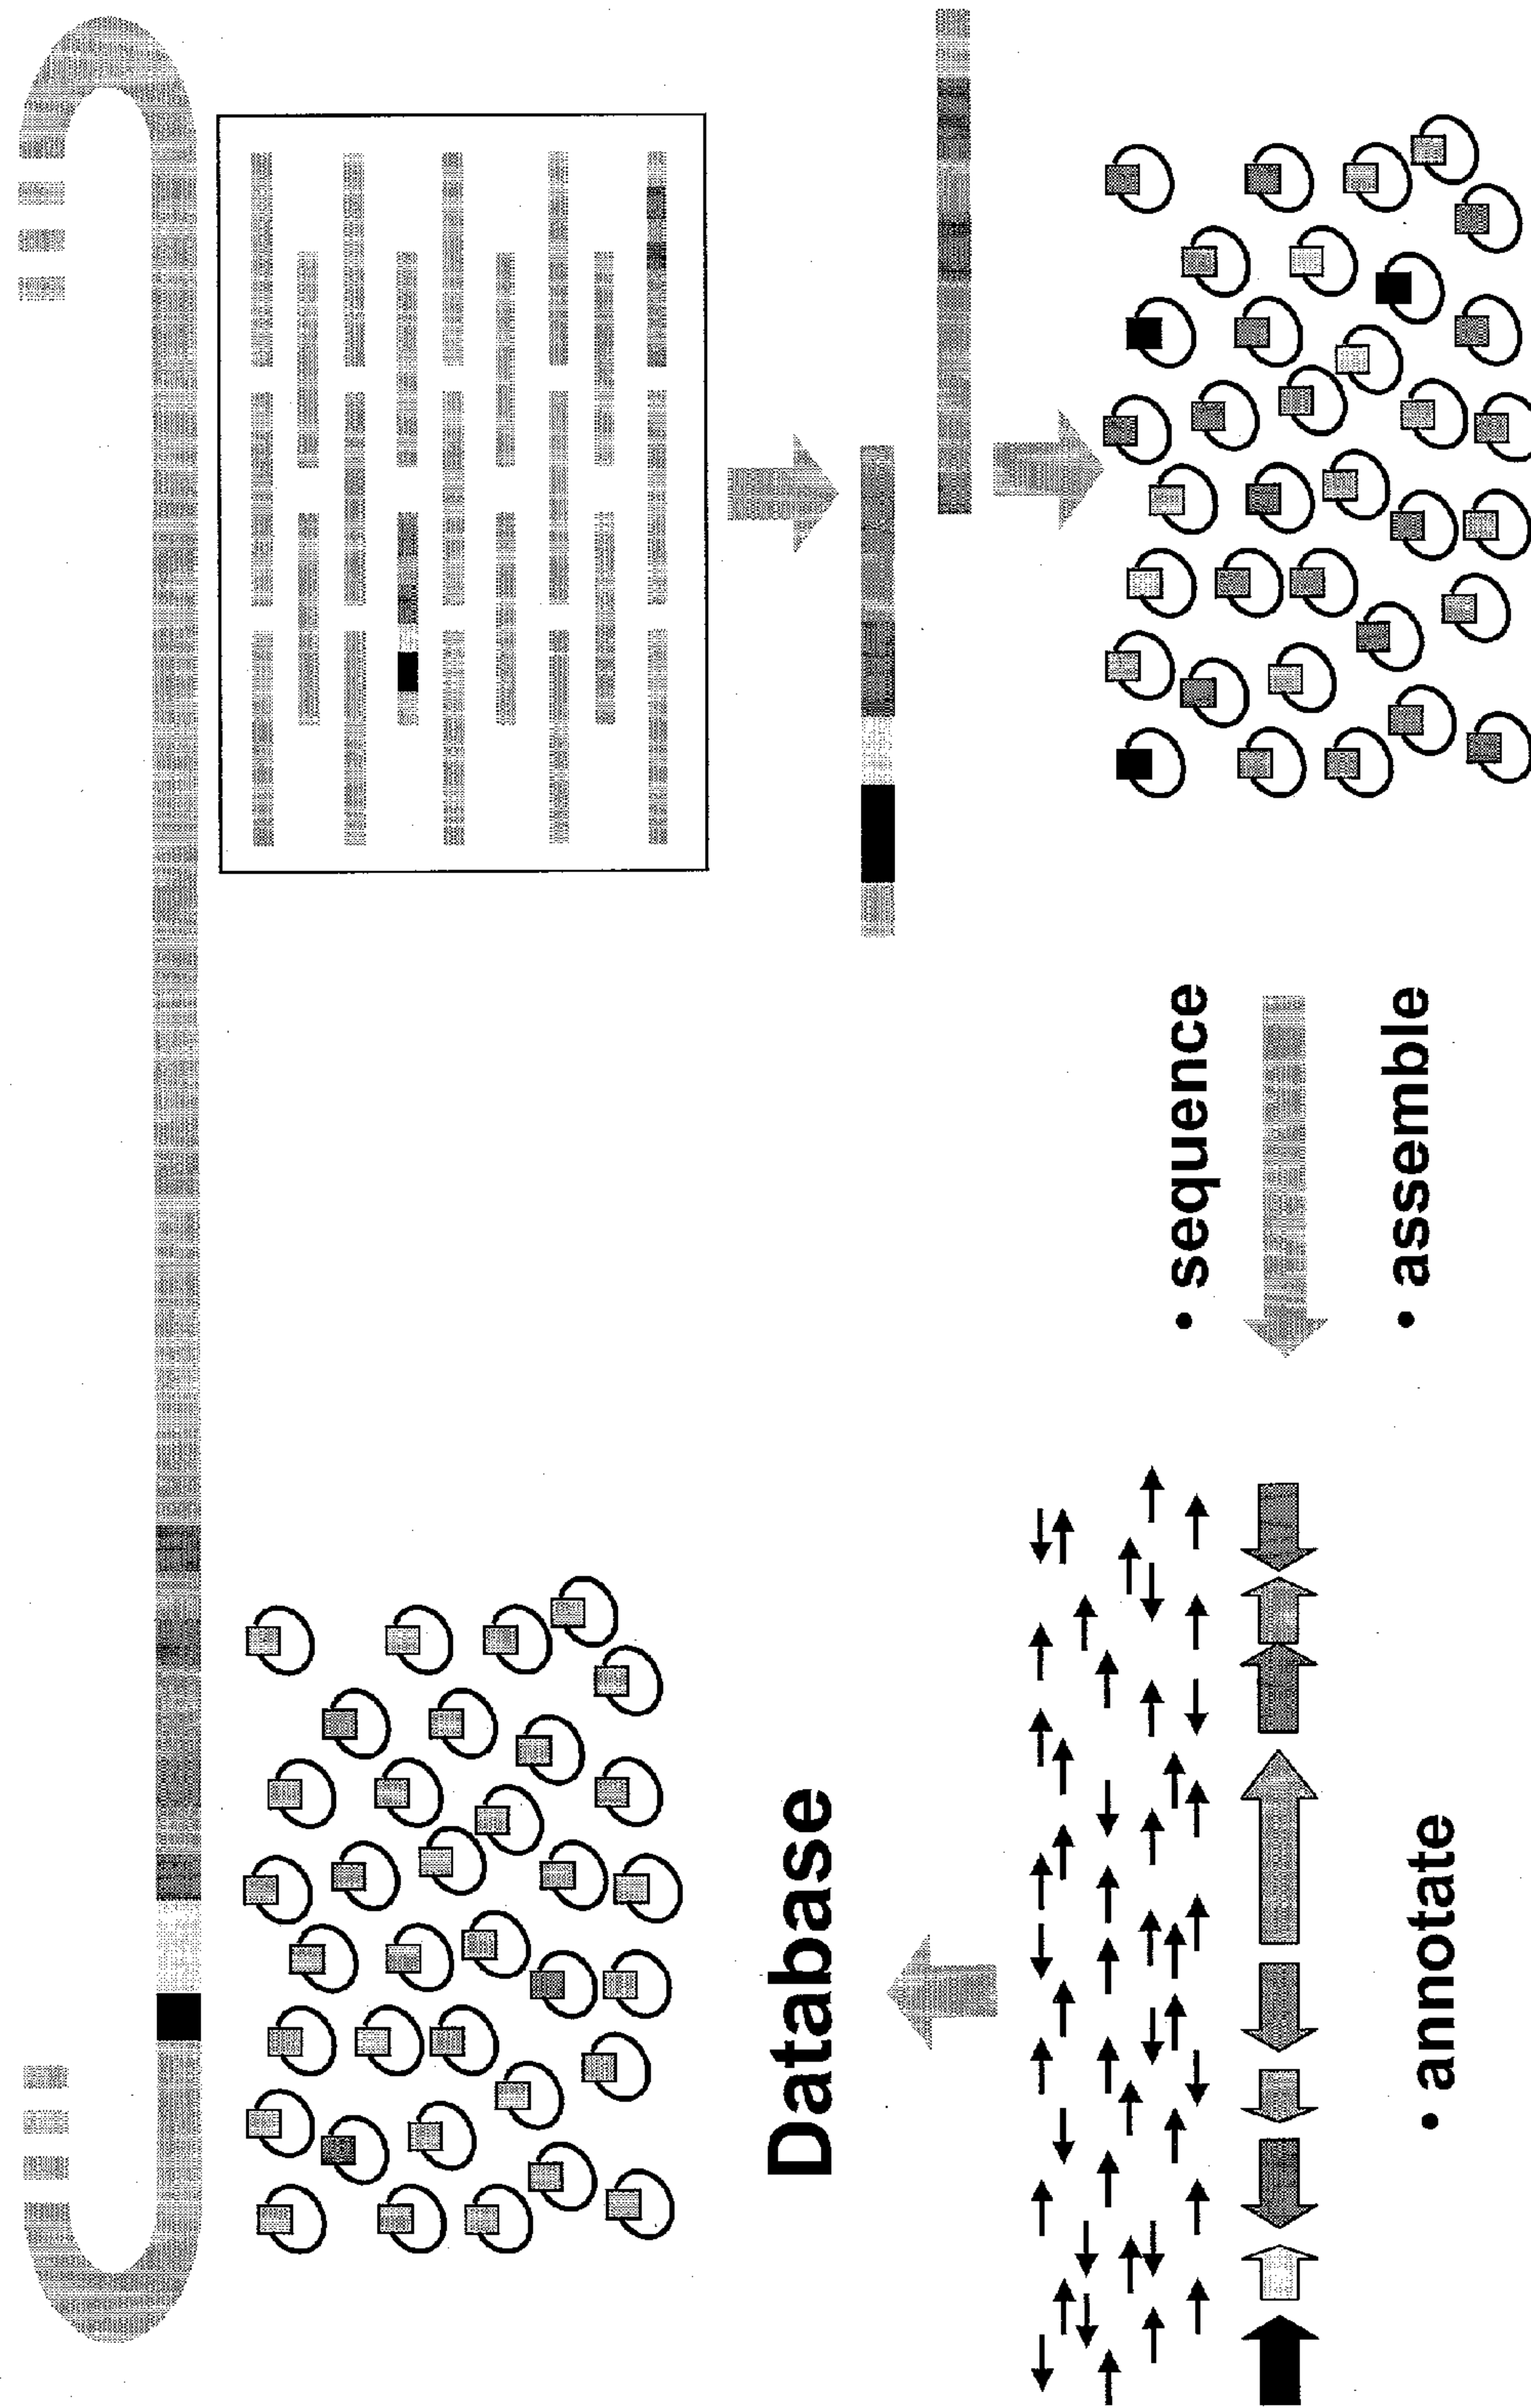 • sequence
• assemble
• annotate
Database